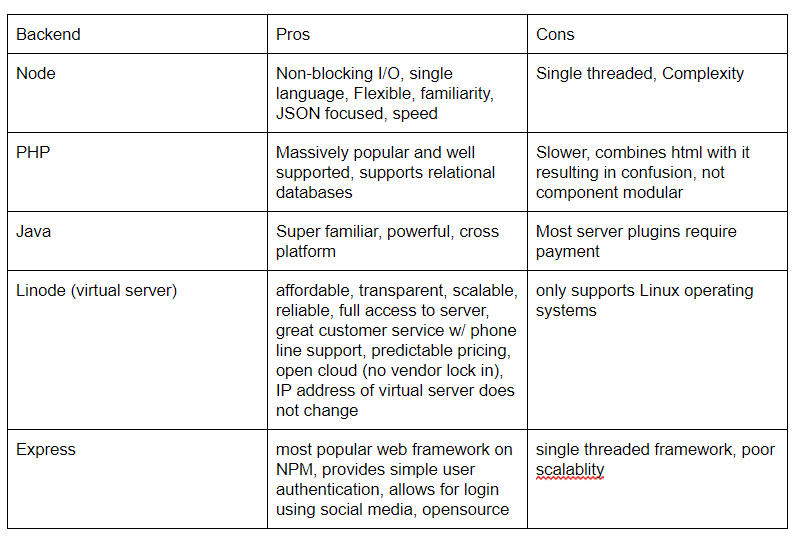 Backend Pros Cons
Node Non-blocking I/O, single Single threaded, Complexity
language, Flexible, familiarity,
JSON focused, speed
PHP Massively popular and well Slower, combines html with it
supported, supports relational resulting in confusion, not
databases component modular
Java Super familiar, powerful, cross Most server plugins require
platform payment
Linode (virtual server) affordable, transparent, scalable, only supports Linux operating
reliable, full access to server, systems
great customer service w/ phone
line support, predictable pricing,
open cloud (no vendor lock in),
IP address of virtual server does
not change
Express most popular web framework on single threaded framework, poor
NPM, provides simple user scalablity
authentication, allows for login
using social media, opensource